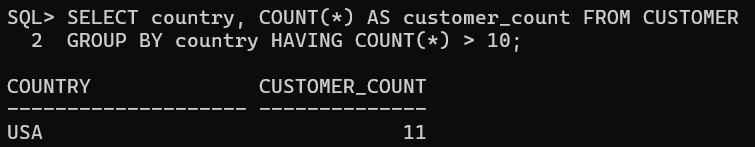 SQL> SELECT country, COUNT(*) AS customer_count FROM CUSTOMER
  2  GROUP BY country HAVING COUNT(*) > 10;
COUNTRY              CUSTOMER_COUNT
-------------------- --------------
USA                              11